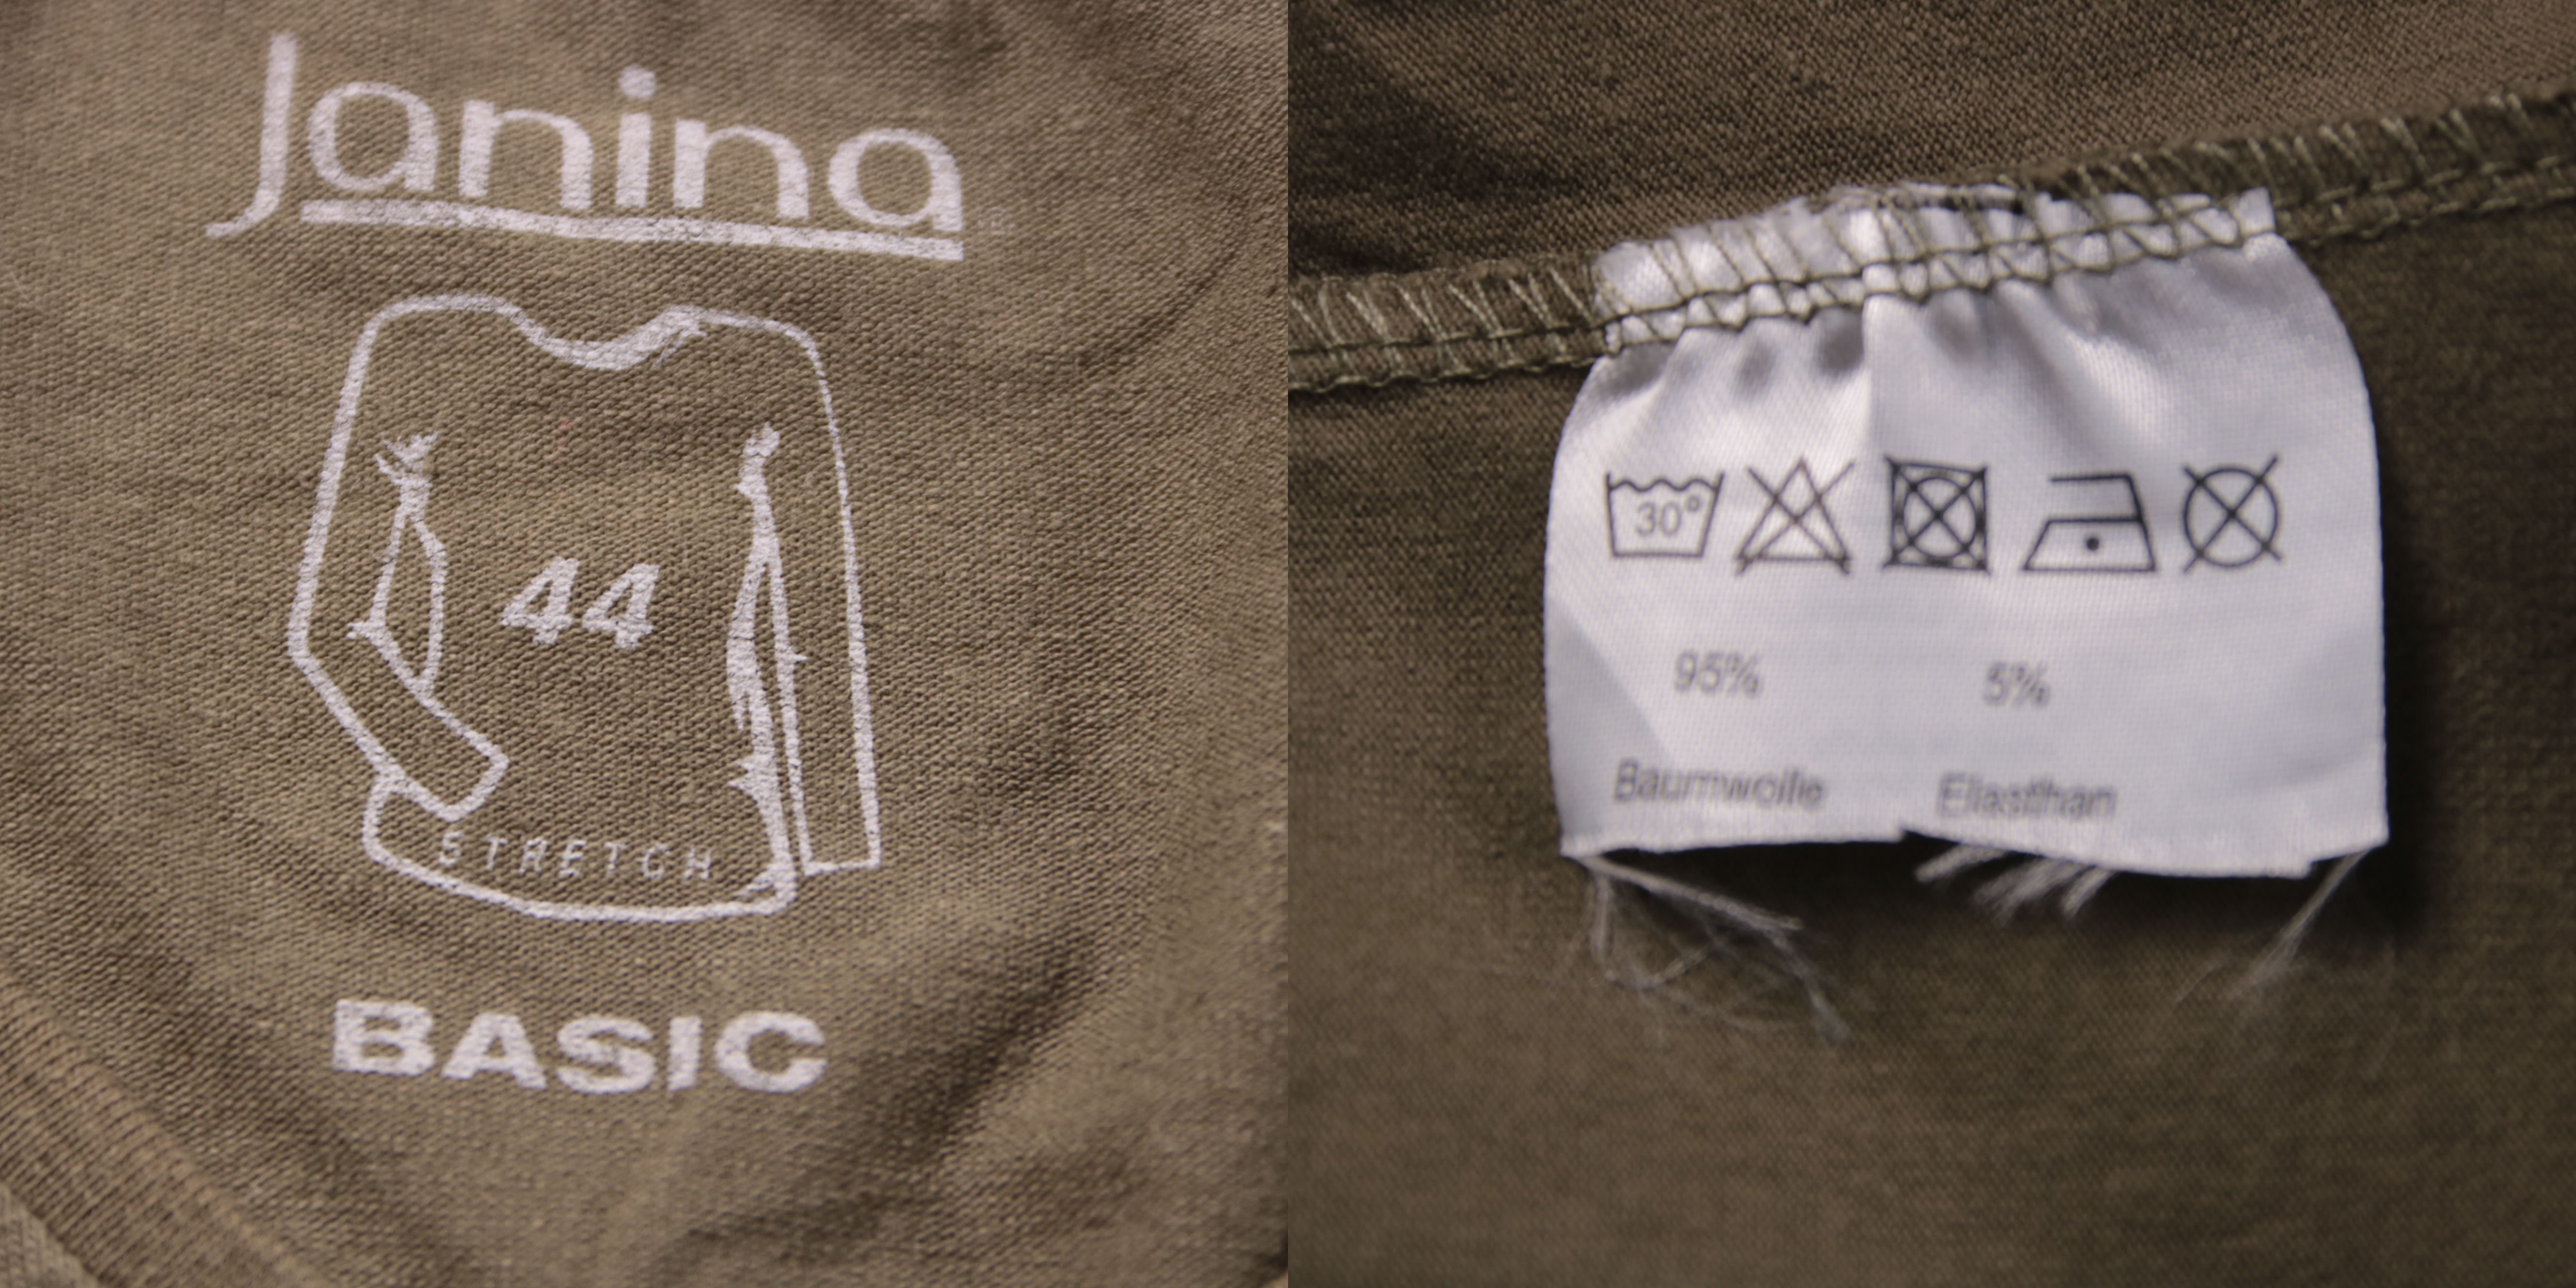 Janina
44
STRETCH
BASIC
30°
95% 5%
Baumwolle Elasthan